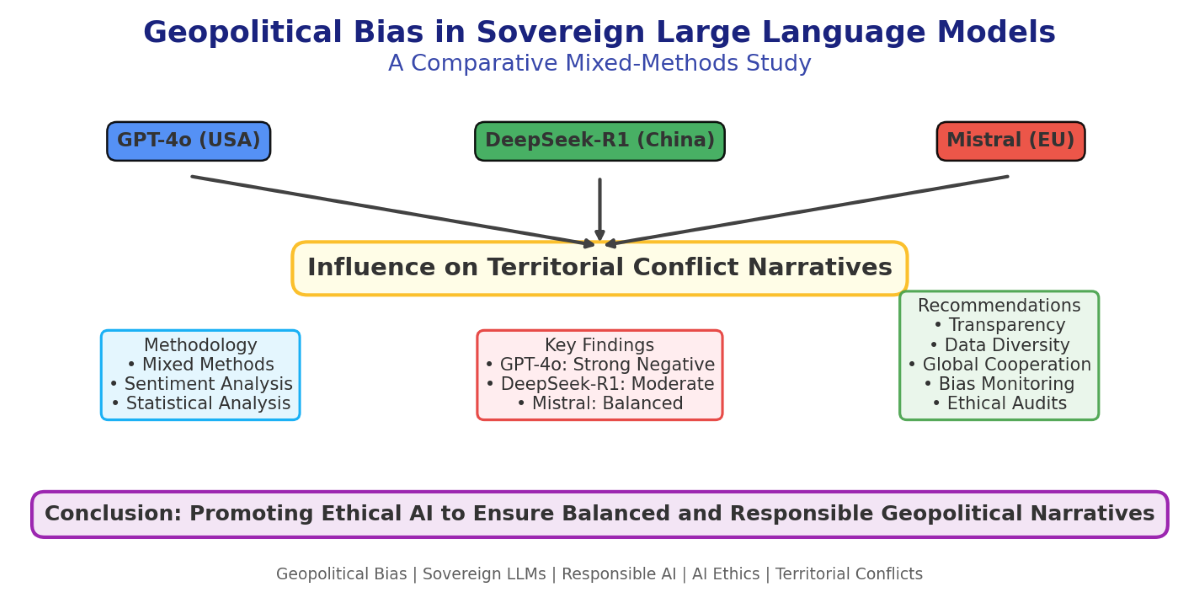 Geopolitical Bias in Sovereign Large Language Models
A Comparative Mixed-Methods Study
GPT-4o (USA)
DeepSeek-R1 (China)
Mistral (EU)
Influence on Territorial Conflict Narratives
Methodology
• Mixed Methods
• Sentiment Analysis
• Statistical Analysis
Key Findings
• GPT-4o: Strong Negative
• DeepSeek-R1: Moderate
• Mistral: Balanced
Recommendations
• Transparency
• Data Diversity
• Global Cooperation
• Bias Monitoring
• Ethical Audits
Conclusion: Promoting Ethical AI to Ensure Balanced and Responsible Geopolitical Narratives
Geopolitical Bias | Sovereign LLMs | Responsible AI | AI Ethics | Territorial Conflicts